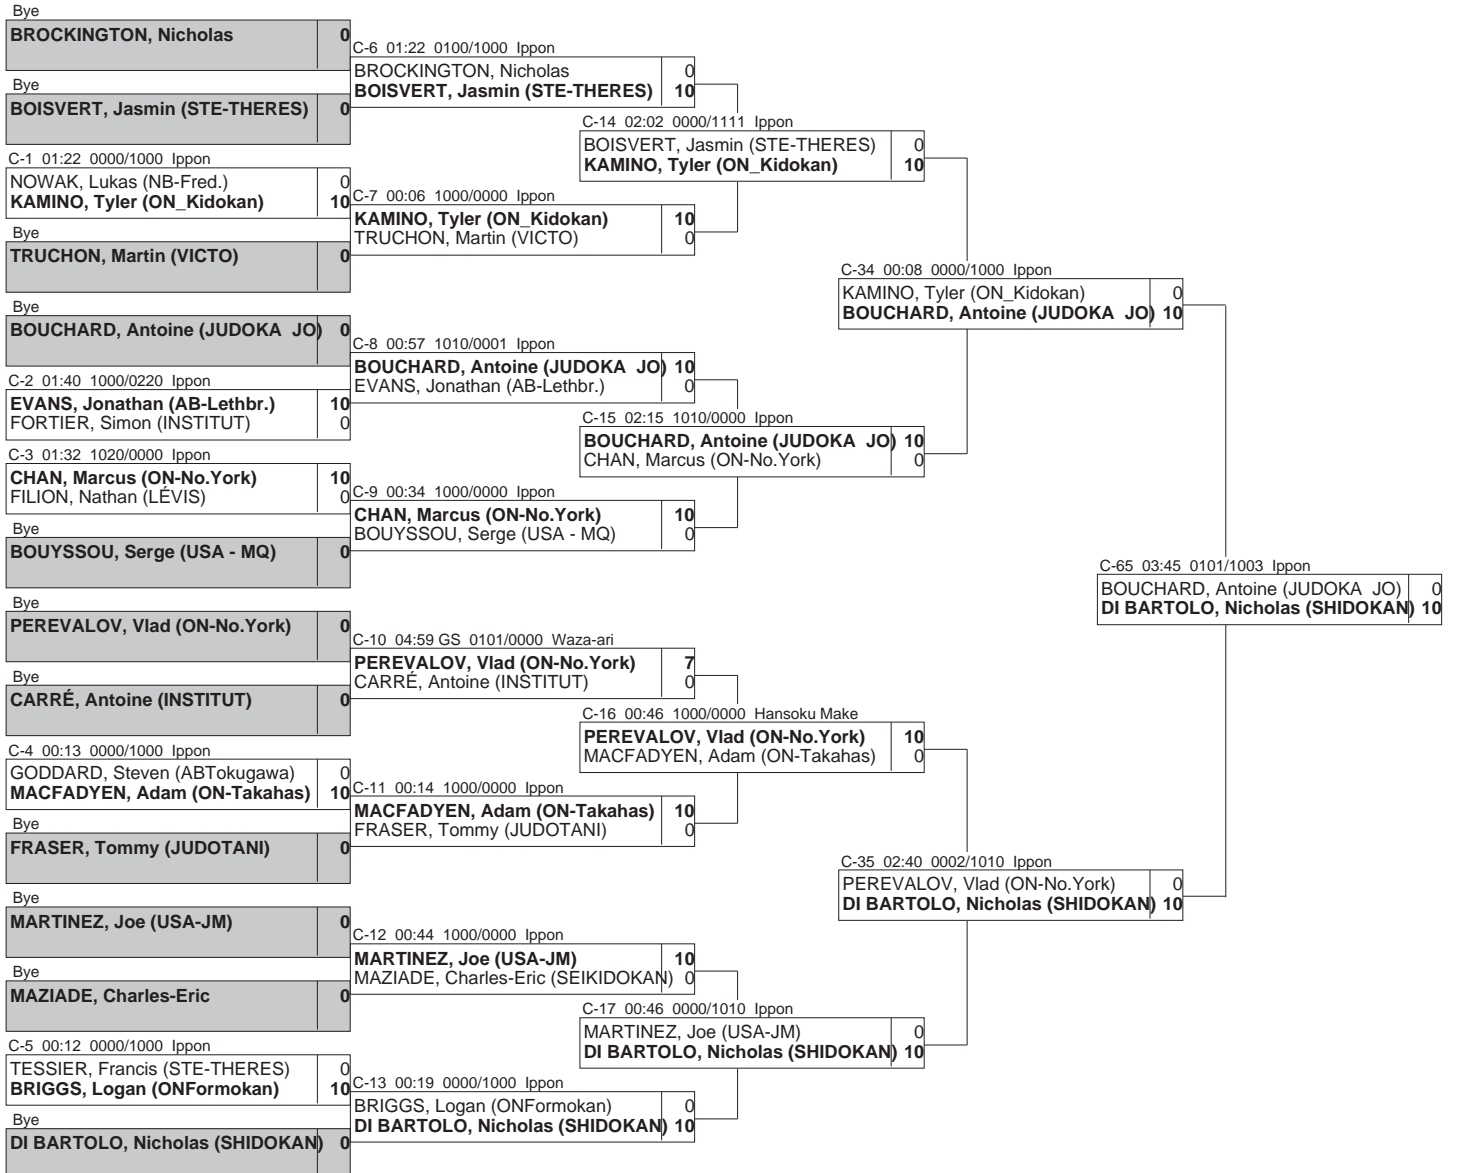 Bye
BROCKINGTON, Nicholas 0
Bye
BOISVERT, Jasmin (STE-THERES) 0
C-1 01:22 0000/1000 Ippon
NOWAK, Lukas (NB-Fred.) 0
KAMINO, Tyler (ON_Kidokan) 10
Bye
TRUCHON, Martin (VICTO) 0
Bye
BOUCHARD, Antoine (JUDOKA JO) 0
C-2 01:40 1000/0220 Ippon
EVANS, Jonathan (AB-Lethbr.) 10
FORTIER, Simon (INSTITUT) 0
C-3 01:32 1020/0000 Ippon
CHAN, Marcus (ON-No.York) 10
FILION, Nathan (LÉVIS) 0
Bye
BOUYSSOU, Serge (USA - MQ) 0
Bye
PEREVALOV, Vlad (ON-No.York) 0
Bye
CARRÉ, Antoine (INSTITUT) 0
C-4 00:13 0000/1000 Ippon
GODDARD, Steven (ABTokugawa) 0
MACFADYEN, Adam (ON-Takahas) 10
Bye
FRASER, Tommy (JUDOTANI) 0
Bye
MARTINEZ, Joe (USA-JM) 0
Bye
MAZIADE, Charles-Eric 0
C-5 00:12 0000/1000 Ippon
TESSIER, Francis (STE-THERES) 0
BRIGGS, Logan (ONFormokan) 10
Bye
DI BARTOLO, Nicholas (SHIDOKAN) 0
C-6 01:22 0100/1000 Ippon
BROCKINGTON, Nicholas 0
BOISVERT, Jasmin (STE-THERES) 10
C-7 00:06 1000/0000 Ippon
KAMINO, Tyler (ON_Kidokan) 10
TRUCHON, Martin (VICTO) 0
C-8 00:57 1010/0001 Ippon
BOUCHARD, Antoine (JUDOKA JO) 10
EVANS, Jonathan (AB-Lethbr.) 0
C-9 00:34 1000/0000 Ippon
CHAN, Marcus (ON-No.York) 10
BOUYSSOU, Serge (USA - MQ) 0
C-10 04:59 GS 0101/0000 Waza-ari
PEREVALOV, Vlad (ON-No.York) 7
CARRÉ, Antoine (INSTITUT) 0
C-11 00:14 1000/0000 Ippon
MACFADYEN, Adam (ON-Takahas) 10
FRASER, Tommy (JUDOTANI) 0
C-12 00:44 1000/0000 Ippon
MARTINEZ, Joe (USA-JM) 10
MAZIADE, Charles-Eric (SEIKIDOKAN) 0
C-13 00:19 0000/1000 Ippon
BRIGGS, Logan (ONFormokan) 0
DI BARTOLO, Nicholas (SHIDOKAN) 10
C-14 02:02 0000/1111 Ippon
BOISVERT, Jasmin (STE-THERES) 0
KAMINO, Tyler (ON_Kidokan) 10
C-15 02:15 1010/0000 Ippon
BOUCHARD, Antoine (JUDOKA JO) 10
CHAN, Marcus (ON-No.York) 0
C-16 00:46 1000/0000 Hansoku Make
PEREVALOV, Vlad (ON-No.York) 10
MACFADYEN, Adam (ON-Takahas) 0
C-17 00:46 0000/1010 Ippon
MARTINEZ, Joe (USA-JM) 0
DI BARTOLO, Nicholas (SHIDOKAN) 10
C-34 00:08 0000/1000 Ippon
KAMINO, Tyler (ON_Kidokan) 0
BOUCHARD, Antoine (JUDOKA JO) 10
C-35 02:40 0002/1010 Ippon
PEREVALOV, Vlad (ON-No.York) 0
DI BARTOLO, Nicholas (SHIDOKAN) 10
C-65 03:45 0101/1003 Ippon
BOUCHARD, Antoine (JUDOKA JO) 0
DI BARTOLO, Nicholas (SHIDOKAN) 10